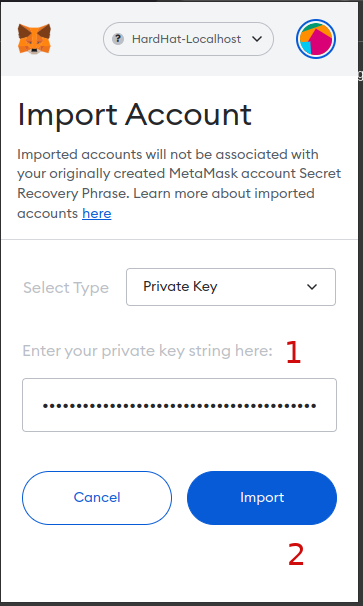 HardHat-Localhost
Import Account
Imported accounts will not be associated with
your originally created MetaMask account Secret
Recovery Phrase. Learn more about imported
accounts here
Select Type
Private Key
Enter your private key string here:
1
••••••••••••••••••••••••••••••••••••••••
Cancel
Import
2